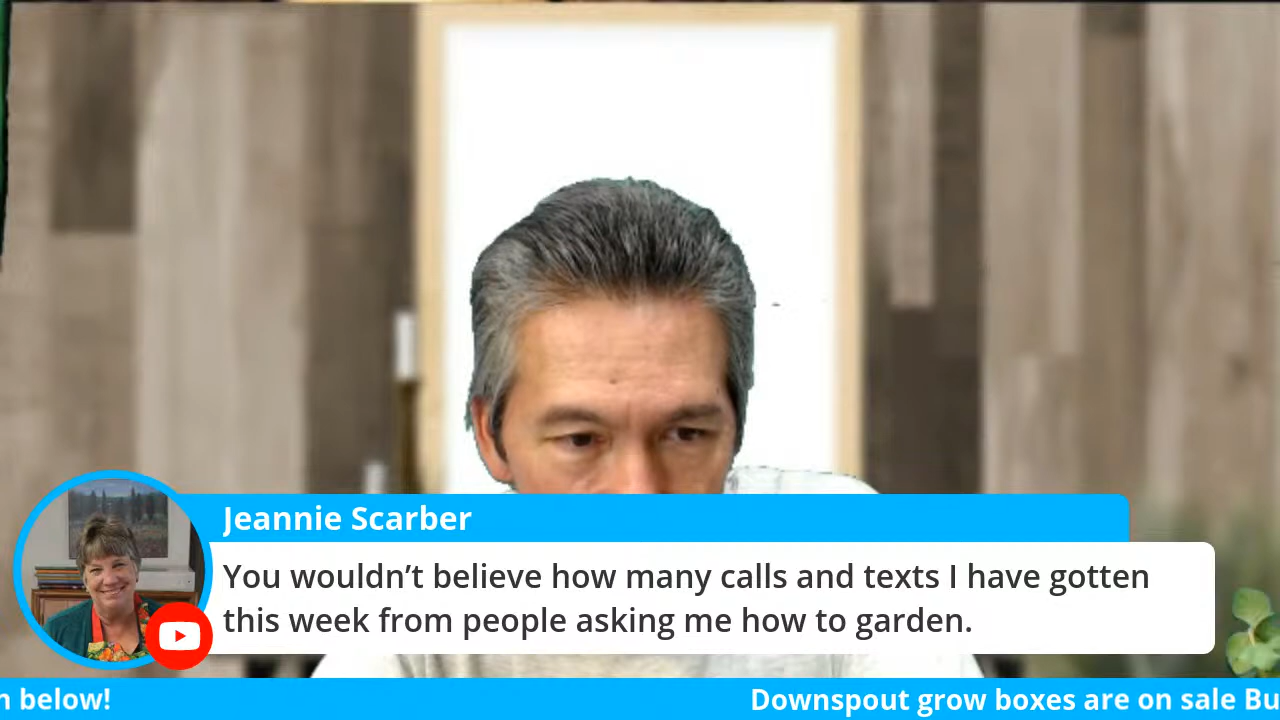 Jeannie Scarber
You wouldn’t believe how many calls and texts I have gotten
this week from people asking me how to garden.
below!
Downspout grow boxes are on sale